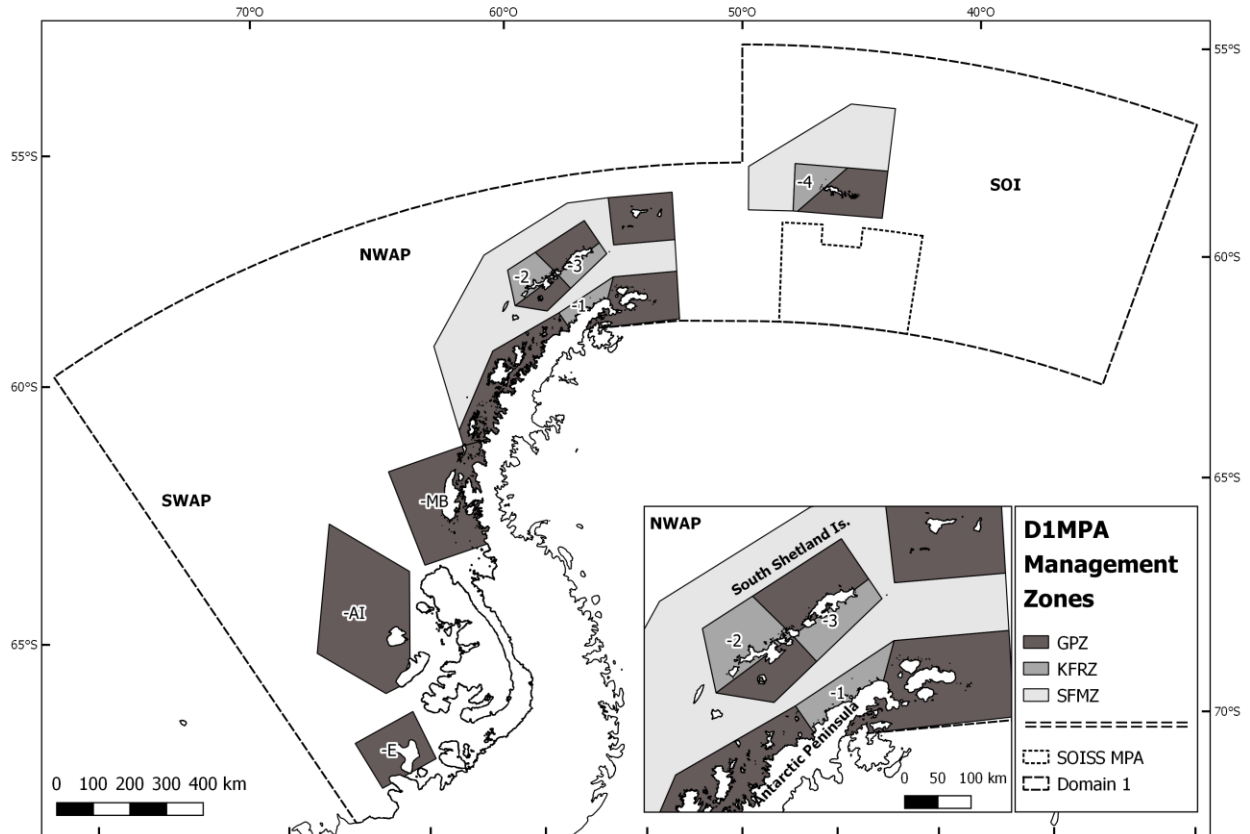 70°O
60°O
50°O
40°O
55°S
55°S
-4
SOI
NWAP
-2
-3
-1
60°S
60°S
SWAP
-MB
65°S
NWAP
South Shetland Is.
D1MPA
Management
Zones
-AI
-2
-3
GPZ
KFRZ
SFMZ
65°S
-1
Antarctic Peninsula
70°S
-E
SOISS MPA
Domain 1
0 100 200 300 400 km
0 50 100 km